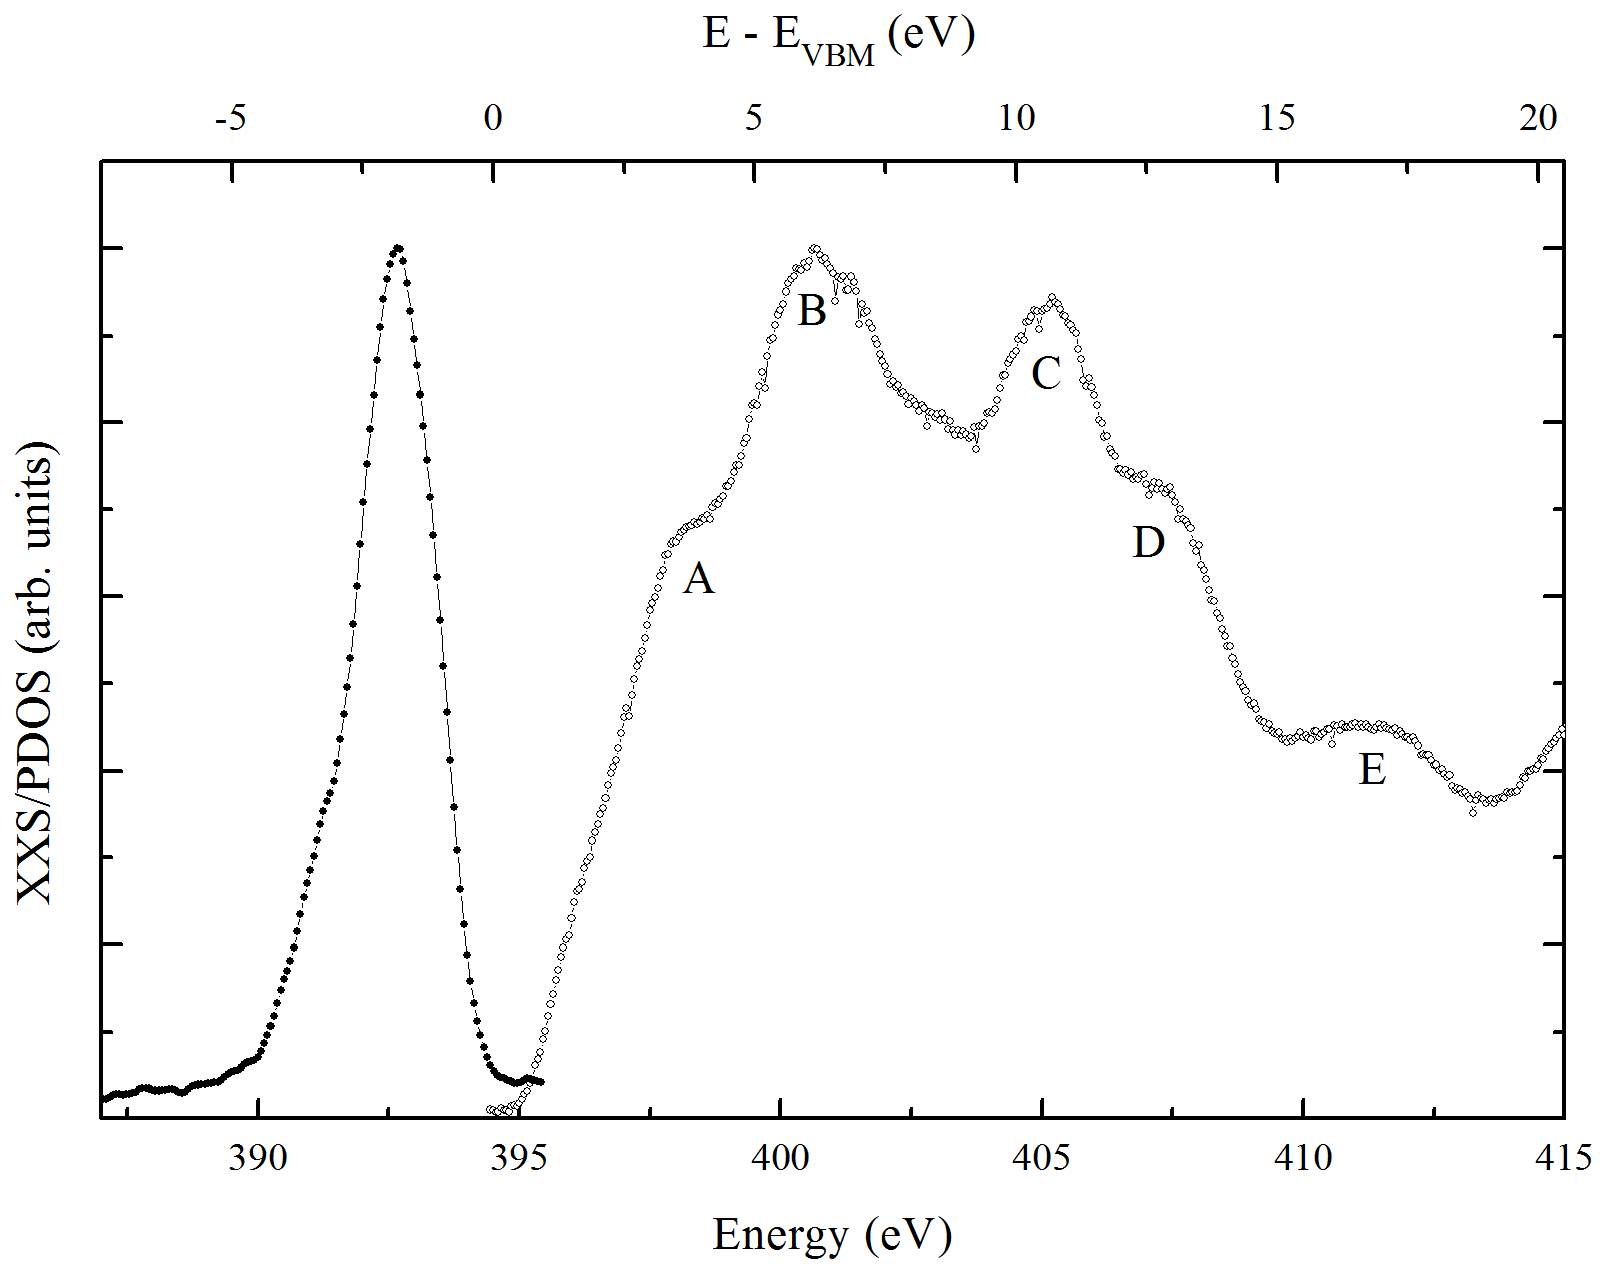 E - E_VBM (eV)
-5 0 5 10 15 20
B
C
D
A
E
XXS/PDOS (arb. units)
390 395 400 405 410 415
Energy (eV)